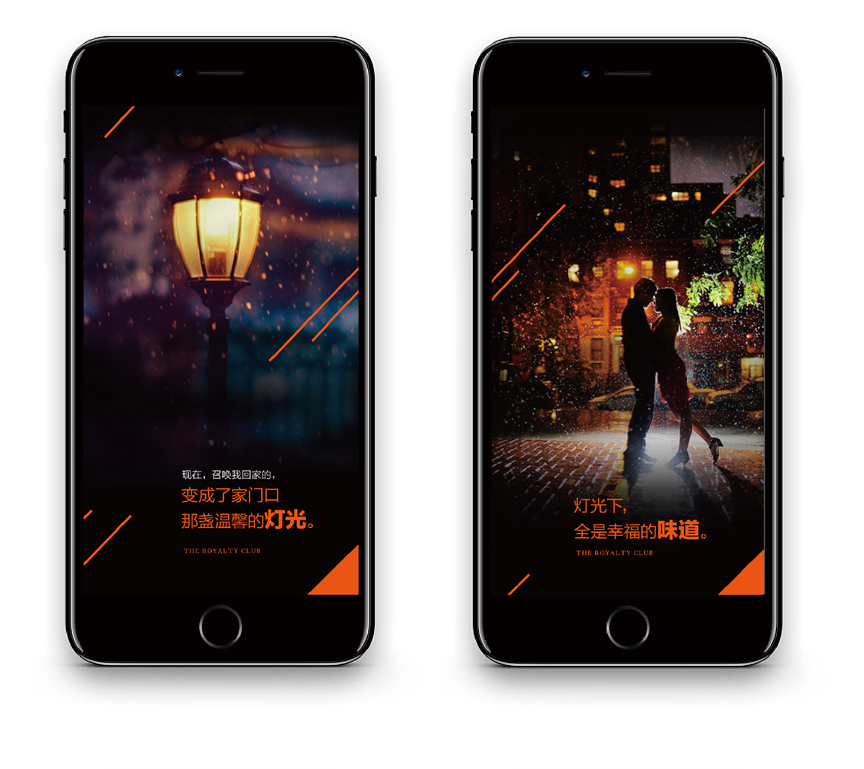 现在，召唤我回家的，
变成了家门口
那盏温馨的灯光。
THE ROYALTY CLUB
灯光下，
全是幸福的味道。
THE ROYALTY CLUB